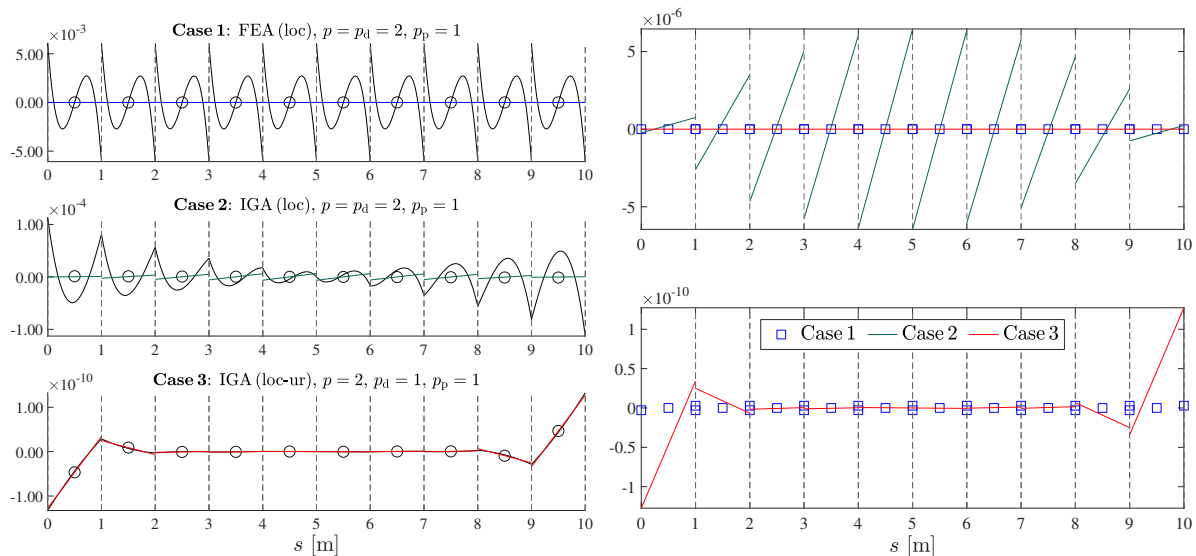 Case 1: FEA (loc), p = p_d = 2, p_p = 1
×10^-3
5.00
0.00
-5.00
0 1 2 3 4 5 6 7 8 9 10
Case 2: IGA (loc), p = p_d = 2, p_p = 1
×10^-4
1.00
0.00
-1.00
0 1 2 3 4 5 6 7 8 9 10
Case 3: IGA (loc-ur), p = 2, p_d = 1, p_p = 1
×10^-10
1.00
0.00
-1.00
0 1 2 3 4 5 6 7 8 9 10
s [m]
×10^-6
5
0
-5
0 1 2 3 4 5 6 7 8 9 10
×10^-10
1
0.5
0
-0.5
-1
Case 1 Case 2 Case 3
0 1 2 3 4 5 6 7 8 9 10
s [m]